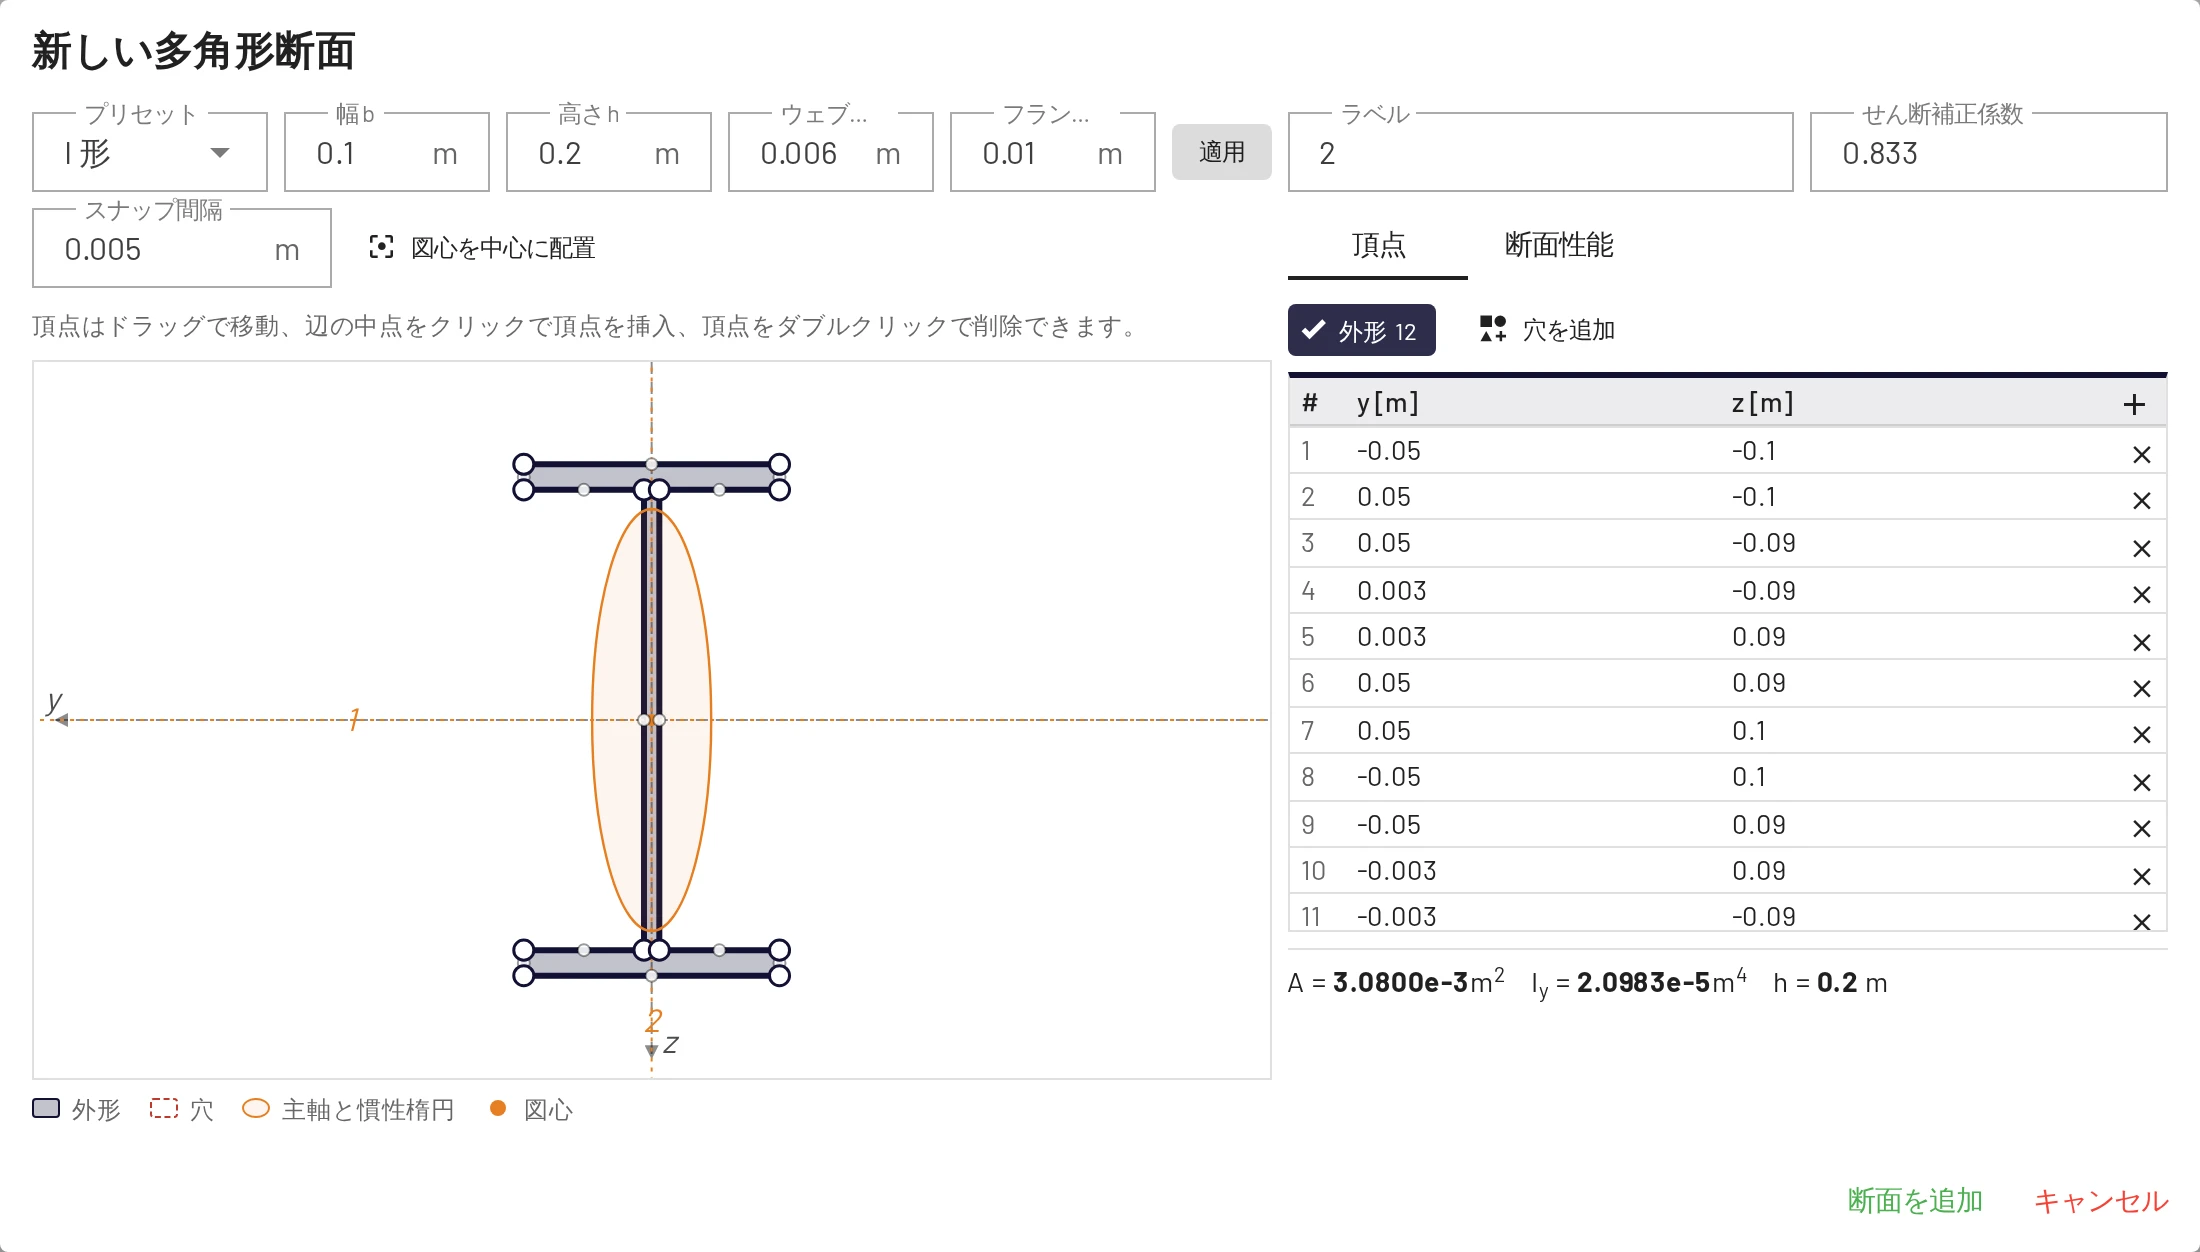 新しい多角形断面
プリセット 幅 b 高さ h ウェブ... フラン... ラベル せん断補正係数
I 形 0.1 m 0.2 m 0.006 m 0.01 m 適用 2 0.833
スナップ間隔
0.005 m 図心を中心に配置 頂点 断面性能
頂点はドラッグで移動、辺の中点をクリックで頂点を挿入、頂点をダブルクリックで削除できます。
外形 12 穴を追加
# y [m] z [m] +
1 -0.05 -0.1 ×
2 0.05 -0.1 ×
3 0.05 -0.09 ×
4 0.003 -0.09 ×
5 0.003 0.09 ×
6 0.05 0.09 ×
7 0.05 0.1 ×
8 -0.05 0.1 ×
9 -0.05 0.09 ×
10 -0.003 0.09 ×
11 -0.003 -0.09 ×
y 1
2
z
A = 3.0800e-3m² Iy = 2.0983e-5m⁴ h = 0.2 m
外形 穴 主軸と慣性楕円 図心
断面を追加 キャンセル